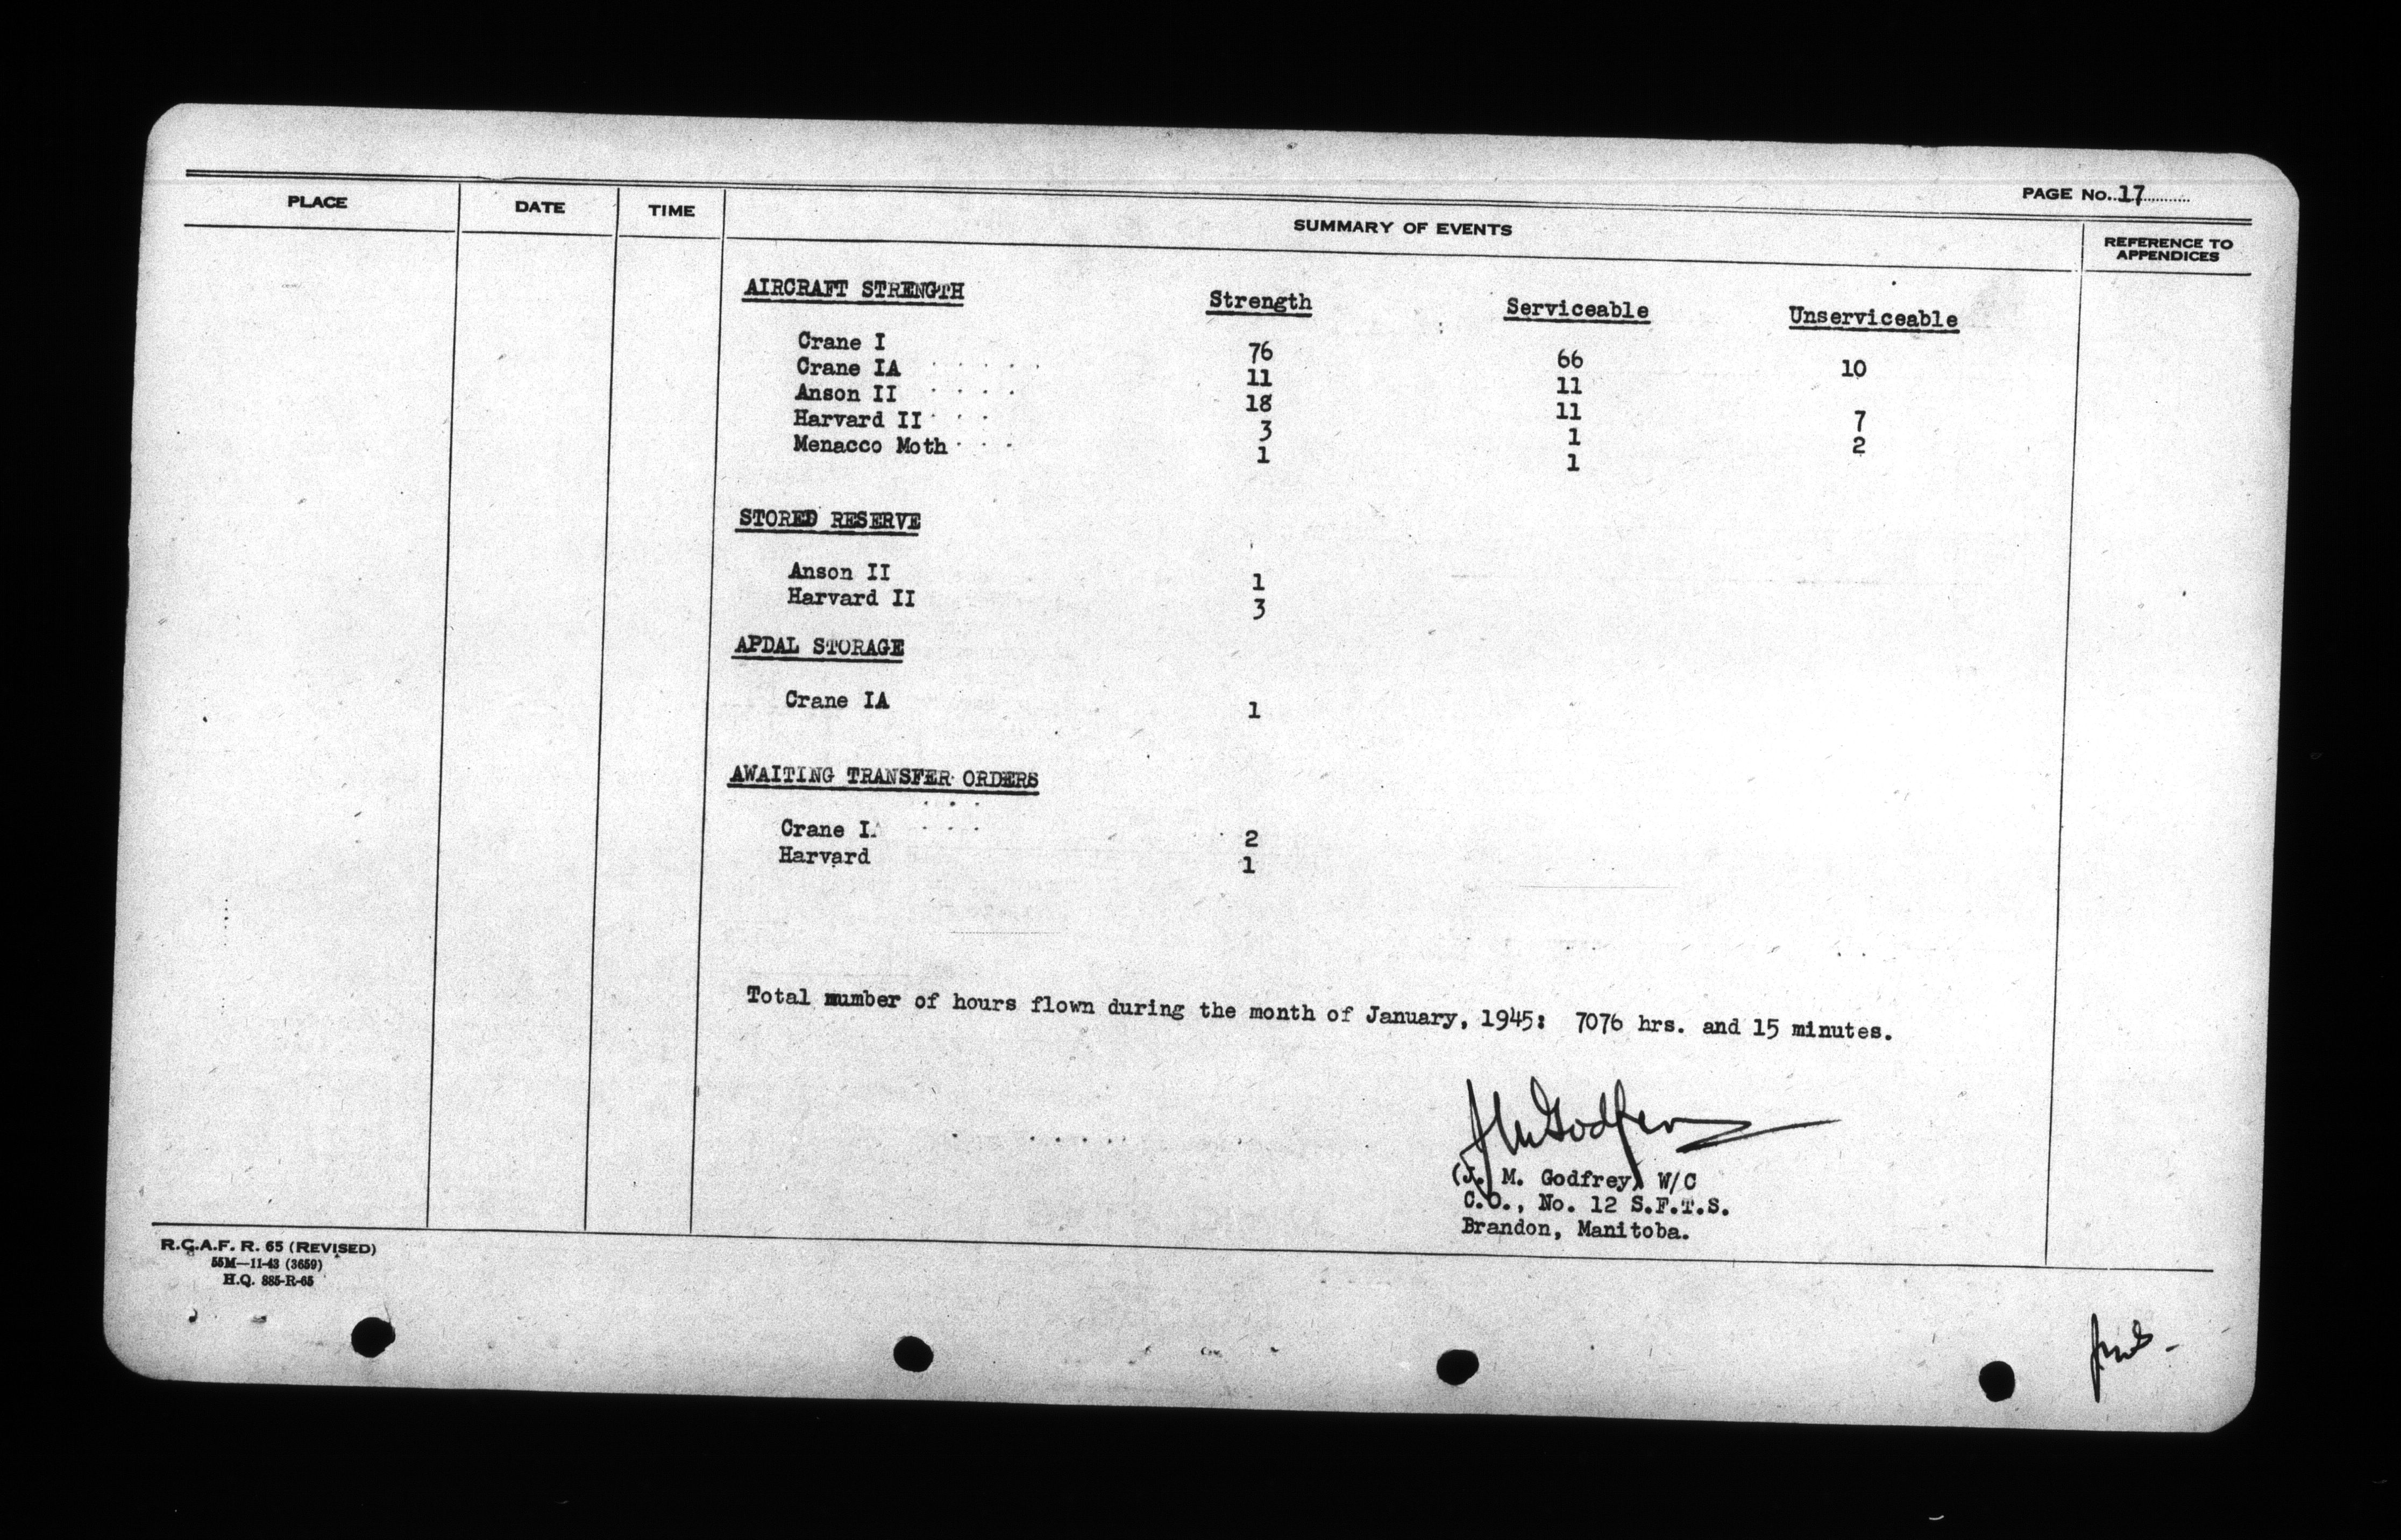 PAGE No. 17
PLACE DATE TIME SUMMARY OF EVENTS REFERENCE TO APPENDICES
AIRCRAFT STRENGTH Strength Serviceable Unserviceable
Crane I 76 66 10
Crane IA 11 11
Anson II 18 11 7
Harvard II 3 1 2
Menacco Moth 1 1
STORED RESERVE
Anson II 1
Harvard II 3
APDAL STORAGE
Crane IA 1
AWAITING TRANSFER ORDERS
Crane I 2
Harvard 1
Total number of hours flown during the month of January, 1945: 7076 hrs. and 15 minutes.
JMGodfrey
(J. M. Godfrey) W/C
C.O., No. 12 S.F.T.S.
Brandon, Manitoba.
R.C.A.F. R. 65 (REVISED)
55M—11-43 (3659)
H.Q. 885-R-65